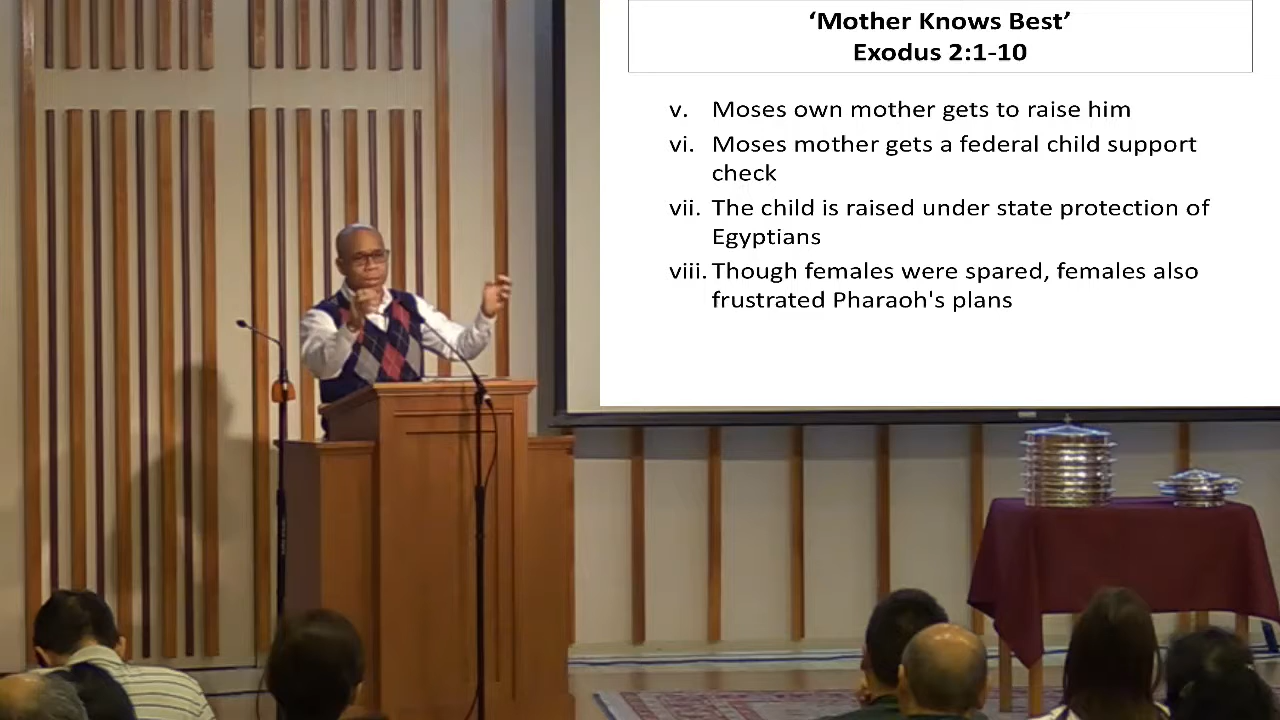 ‘Mother Knows Best’
Exodus 2:1-10
v. Moses own mother gets to raise him
vi. Moses mother gets a federal child support
check
vii. The child is raised under state protection of
Egyptians
viii. Though females were spared, females also
frustrated Pharaoh's plans